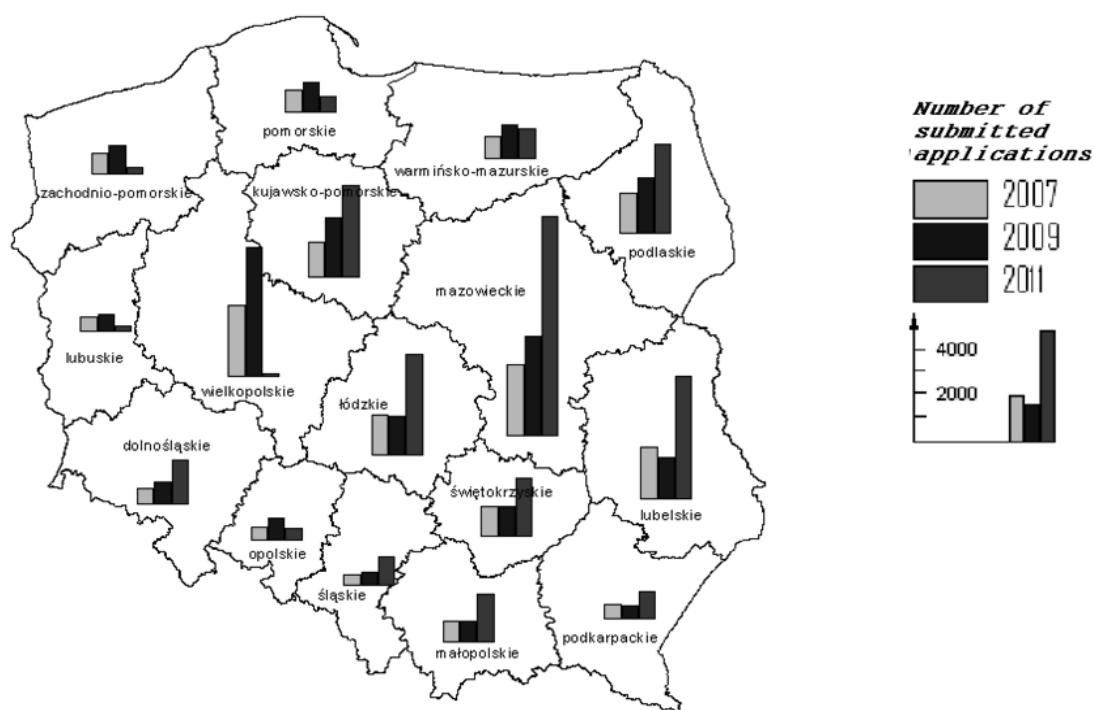 pomorskie
zachodnio-pomorskie
kujawsko-pomorskie
warmińsko-mazurskie
podlaskie
mazowieckie
lubuskie
wielkopolskie
łódzkie
dolnośląskie
świętokrzyskie
lubelskie
opolskie
śląskie
małopolskie
podkarpackie
Number of
submitted
applications
2007
2009
2011
4000
2000